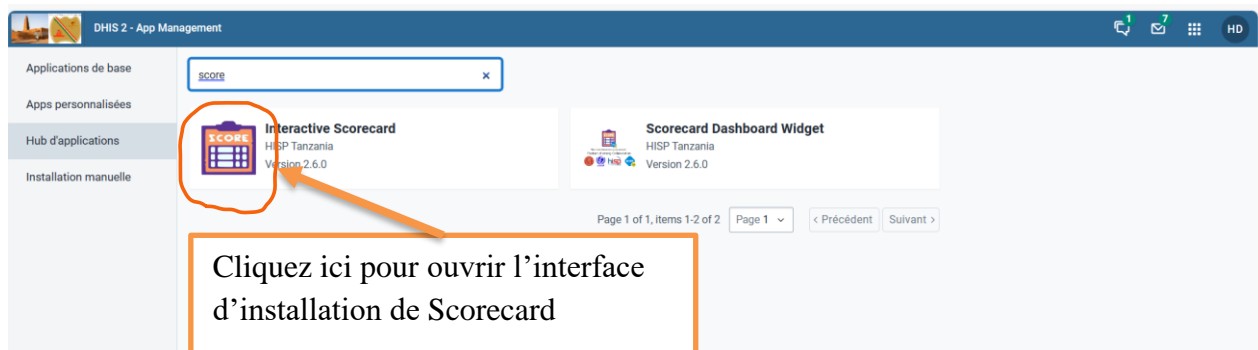 DHIS 2 - App Management
1
7
HD
Applications de base
Apps personnalisées
Hub d'applications
Installation manuelle
score
SCORE
Interactive Scorecard
HISP Tanzania
Version 2.6.0
Scorecard Dashboard Widget
HISP Tanzania
Version 2.6.0
Page 1 of 1, items 1-2 of 2
Page 1
< Précédent
Suivant >
Cliquez ici pour ouvrir l’interface
d’installation de Scorecard